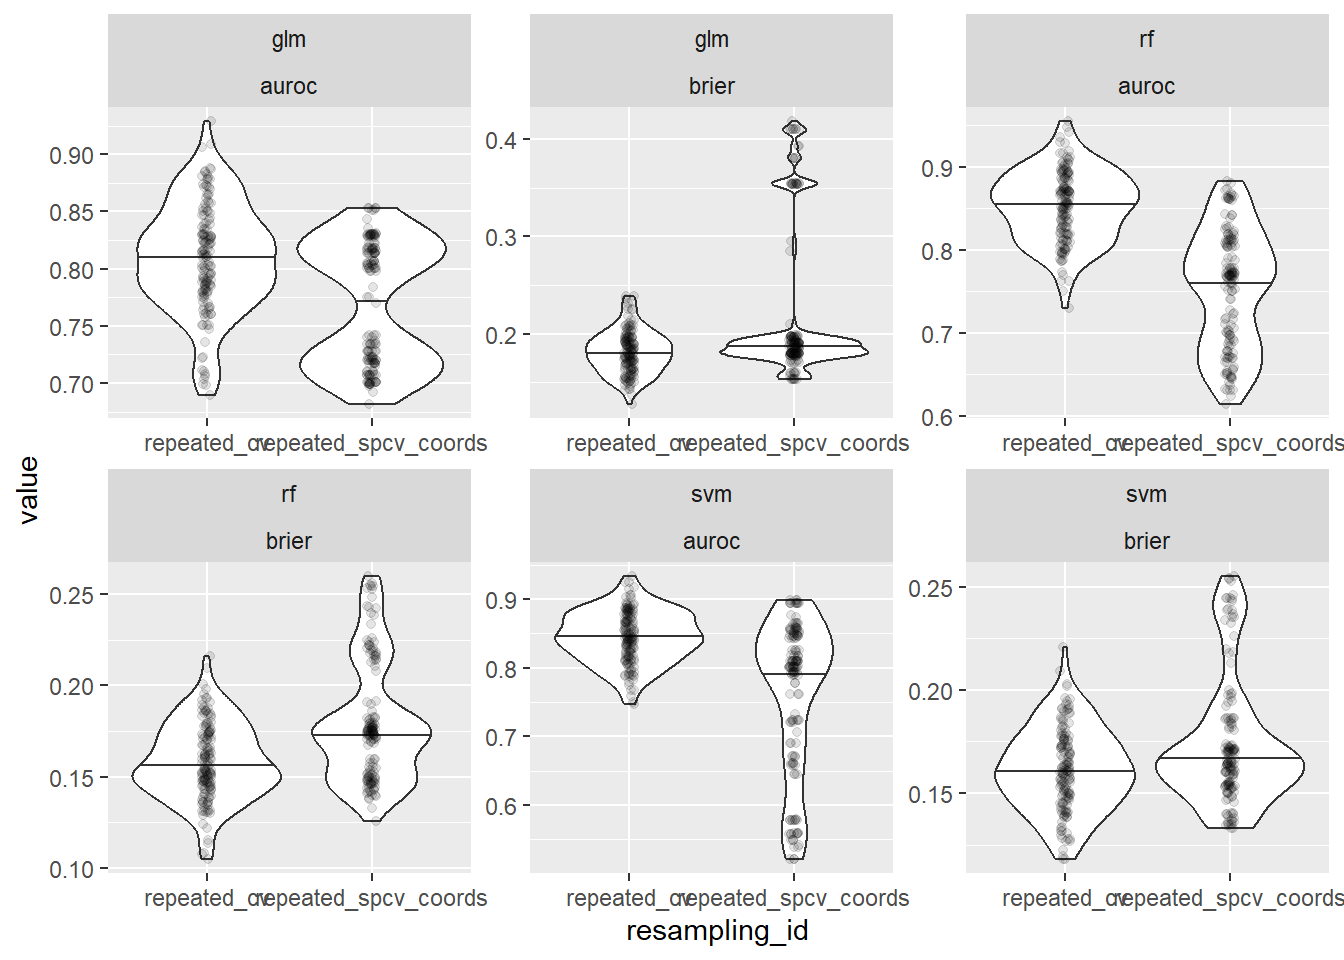 glm
auroc
glm
brier
rf
auroc
0.90
0.85
0.80
0.75
0.70
0.4
0.3
0.2
0.9
0.8
0.7
0.6
repeated_cv repeated_spcv_coords
repeated_cv repeated_spcv_coords
repeated_cv repeated_spcv_coords
value
rf
brier
svm
auroc
svm
brier
0.25
0.20
0.15
0.10
0.9
0.8
0.7
0.6
0.25
0.20
0.15
repeated_cv repeated_spcv_coords
repeated_cv repeated_spcv_coords
repeated_cv repeated_spcv_coords
resampling_id